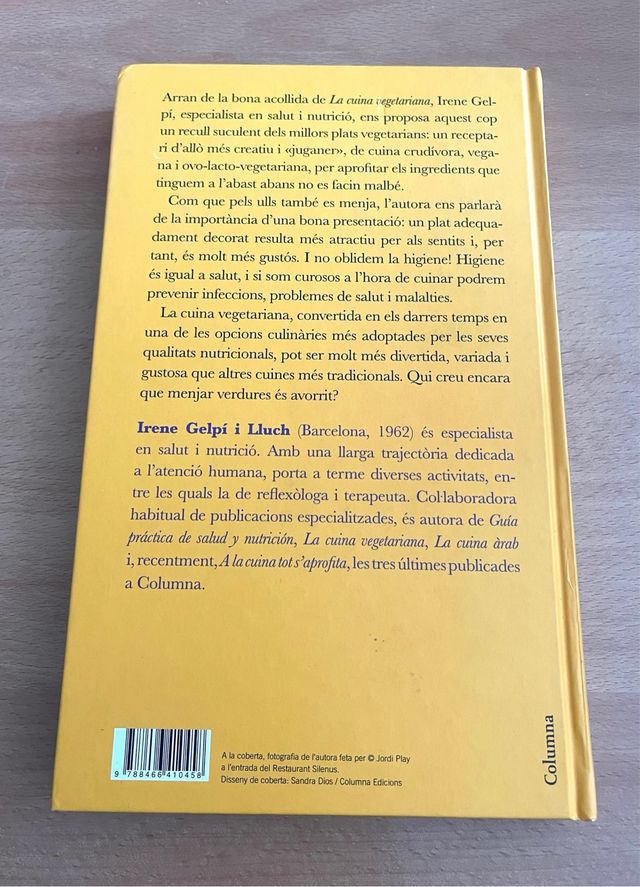 Arran de la bona acollida de La cuina vegetariana, Irene Gel-
pí, especialista en salut i nutrició, ens proposa aquest cop
un recull suculent dels millors plats vegetarians: un recepta-
ri d'allò més creatiu i «juganer», de cuina crudívora, vega-
na i ovo-lacto-vegetariana, per aprofitar els ingredients que
tinguem a l'abast abans no es facin malbé.
Com que pels ulls també es menja, l'autora ens parlarà
de la importància d'una bona presentació: un plat adequa-
dament decorat resulta més atractiu per als sentits i, per
tant, és molt més gustós. I no oblidem la higiene! Higiene
és igual a salut, i si som curosos a l'hora de cuinar podrem
prevenir infeccions, problemes de salut i malalties.
La cuina vegetariana, convertida en els darrers temps en
una de les opcions culinàries més adoptades per les seves
qualitats nutricionals, pot ser molt més divertida, variada i
gustosa que altres cuines més tradicionals. Qui creu encara
que menjar verdures és avorrit?
Irene Gelpí i Lluch (Barcelona, 1962) és especialista
en salut i nutrició. Amb una llarga trajectòria dedicada
a l'atenció humana, porta a terme diverses activitats, en-
tre les quals la de reflexòloga i terapeuta. Col·laboradora
habitual de publicacions especialitzades, és autora de Guía
práctica de salud y nutrición, La cuina vegetariana, La cuina àrab
i, recentment, A la cuina tot s'aprofita, les tres últimes publicades
a Columna.
9 788466 410458
A la coberta, fotografia de l'autora feta per © Jordi Play
a l'entrada del Restaurant Silenus.
Disseny de coberta: Sandra Dios / Columna Edicions
Columna